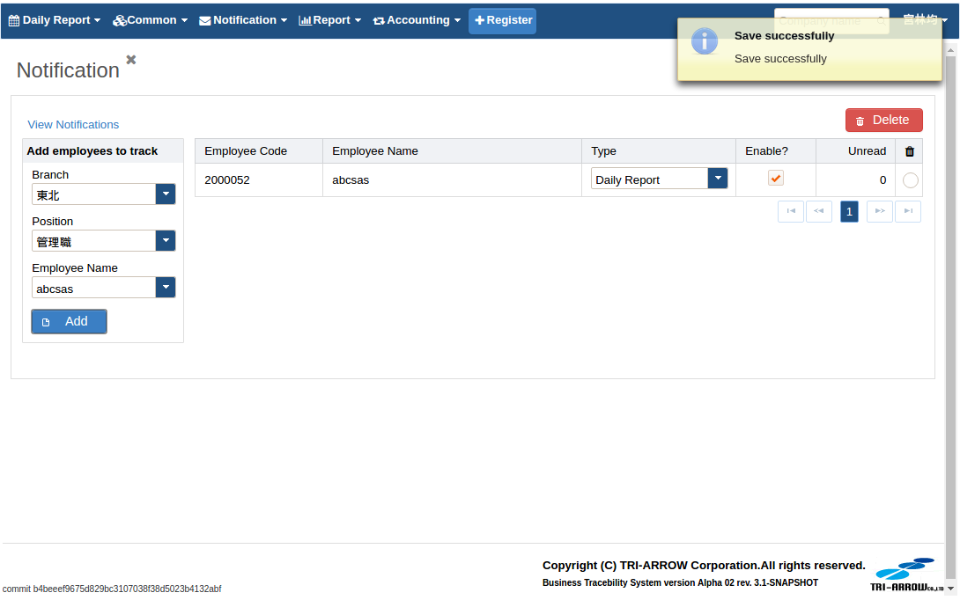 Daily Report Common Notification Report Accounting Register
宮林均
Save successfully
Save successfully
Notification
View Notifications
Delete
Add employees to track
Employee Code Employee Name Type Enable? Unread
Branch
東北
2000052 abcsas Daily Report 0
1
Position
管理職
Employee Name
abcsas
Add
Copyright (C) TRI-ARROW Corporation.All rights reserved.
Business Tracebility System version Alpha 02 rev. 3.1-SNAPSHOT
TRI-ARROW
commit b4beeef9675d829bc3107038f38d5023b4132abf